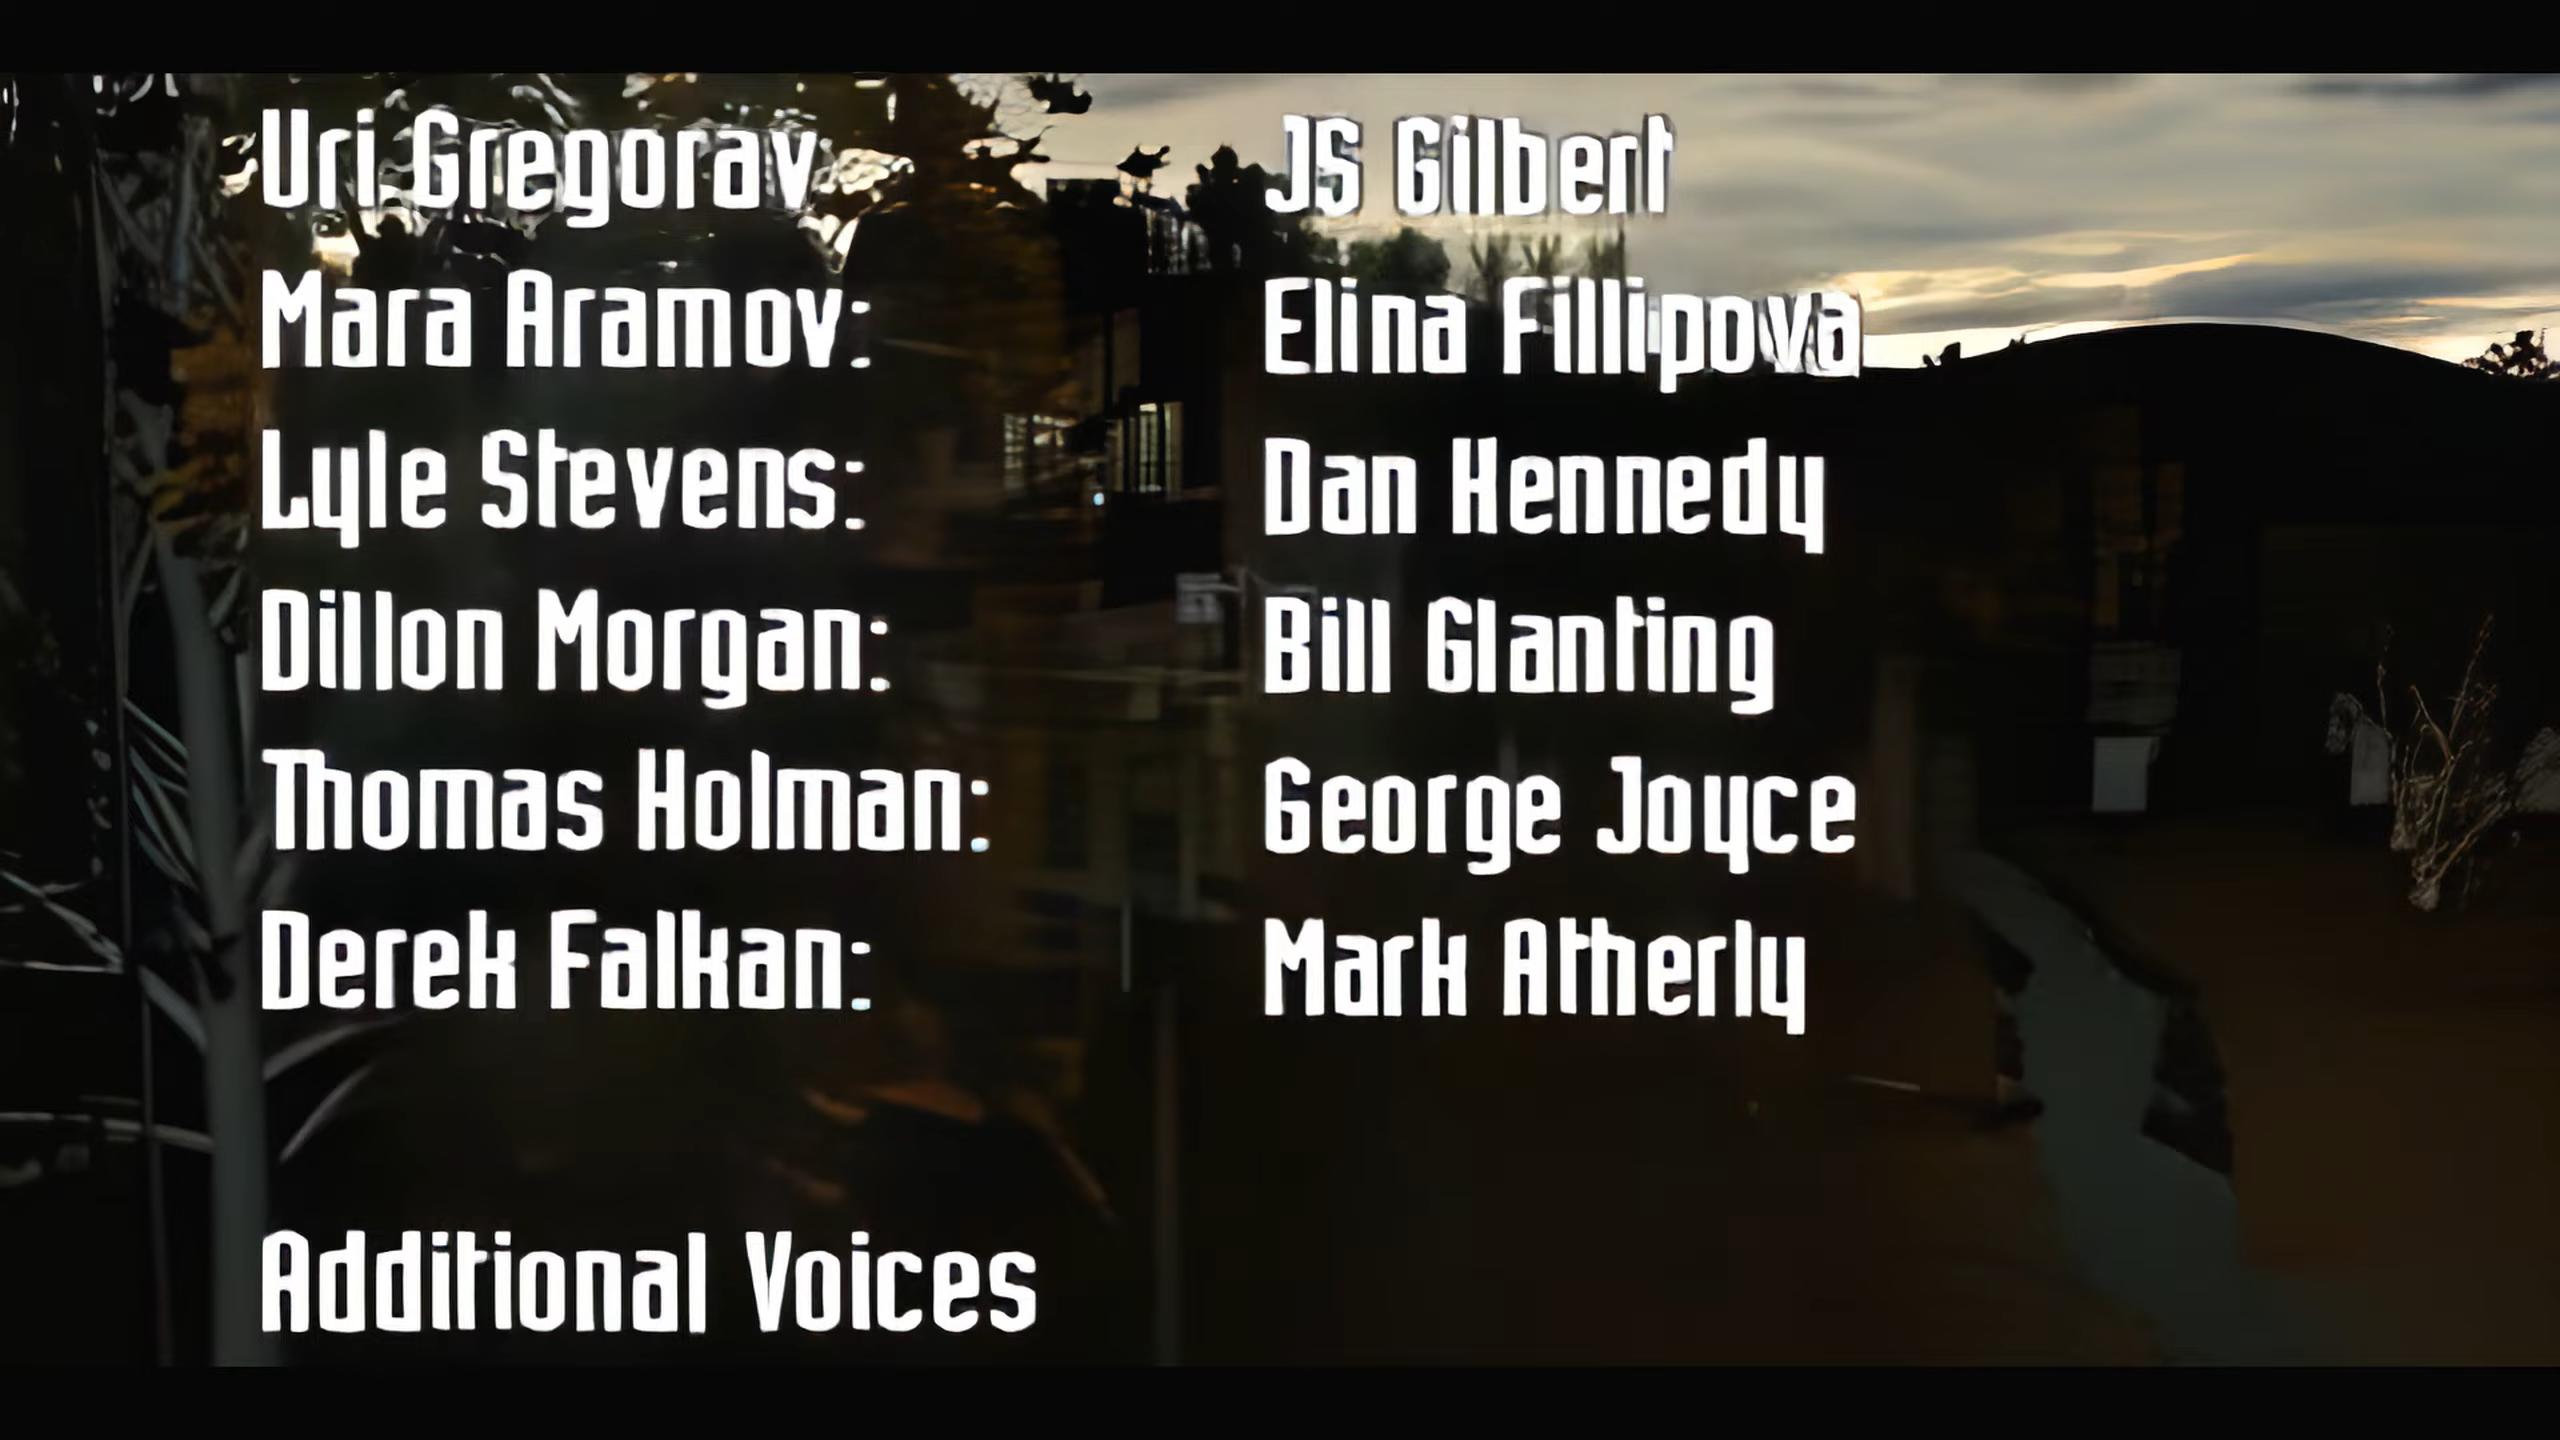 Uri Gregorav JS Gilbert
Mara Aramov: Elina Fillipova
Lyle Stevens: Dan Kennedy
Dillon Morgan: Bill Glanting
Thomas Holman: George Joyce
Derek Falkan: Mark Atherly
Additional Voices